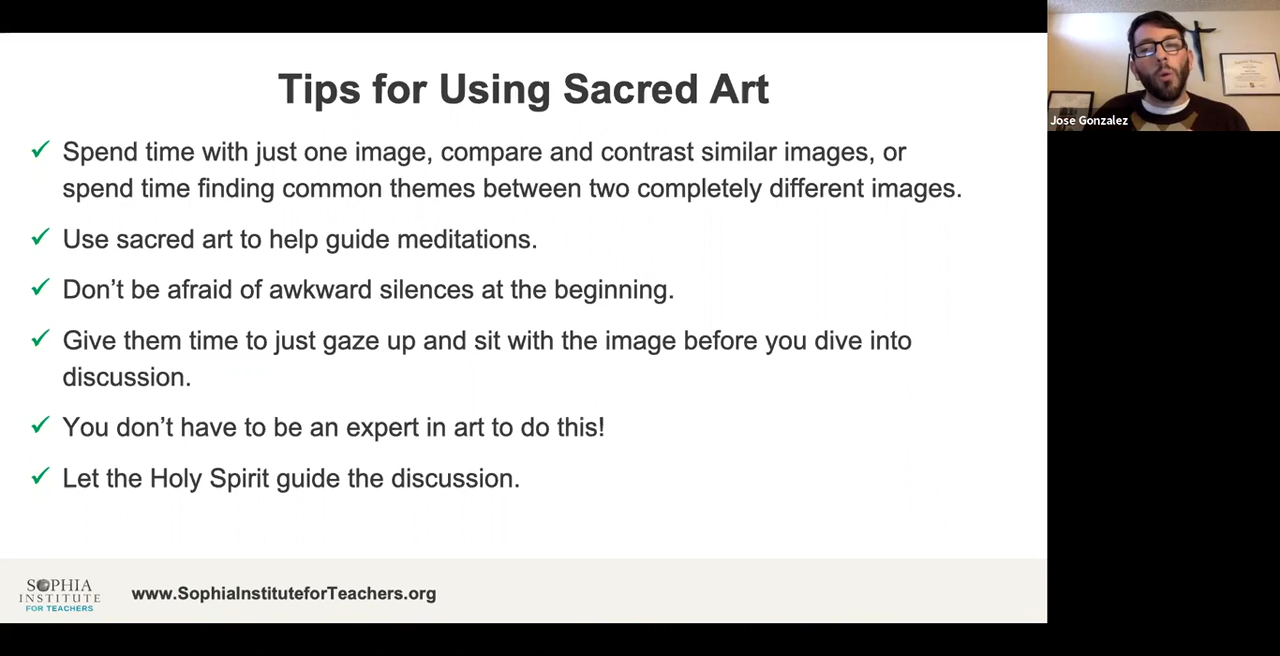 Tips for Using Sacred Art
✓ Spend time with just one image, compare and contrast similar images, or
spend time finding common themes between two completely different images.
✓ Use sacred art to help guide meditations.
✓ Don’t be afraid of awkward silences at the beginning.
✓ Give them time to just gaze up and sit with the image before you dive into
discussion.
✓ You don’t have to be an expert in art to do this!
✓ Let the Holy Spirit guide the discussion.
SOPHIA
INSTITUTE
FOR TEACHERS
www.SophiaInstituteforTeachers.org
Jose Gonzalez